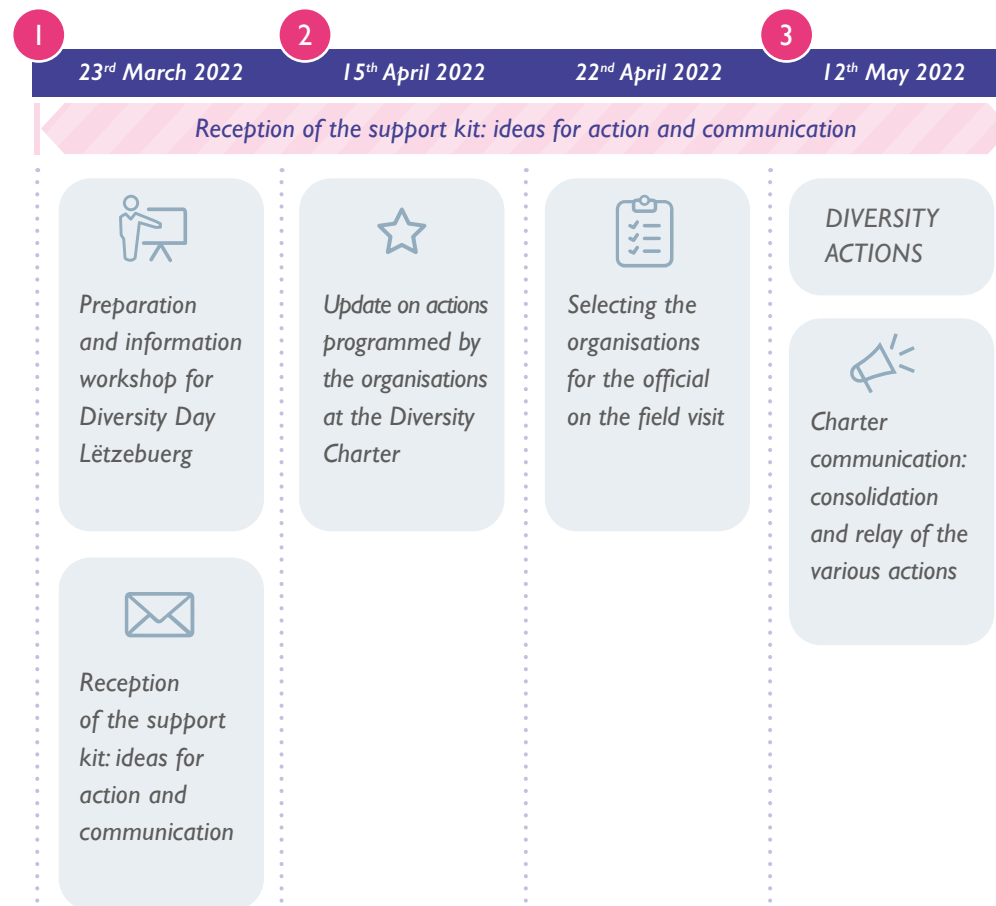 1
2
3
23rd March 2022
15th April 2022
22nd April 2022
12th May 2022
Reception of the support kit: ideas for action and communication
Preparation
and information
workshop for
Diversity Day
Lëtzebuerg
Reception
of the support
kit: ideas for
action and
communication
Update on actions
programmed by
the organisations
at the Diversity
Charter
Selecting the
organisations
for the official
on the field visit
DIVERSITY
ACTIONS
Charter
communication:
consolidation
and relay of the
various actions